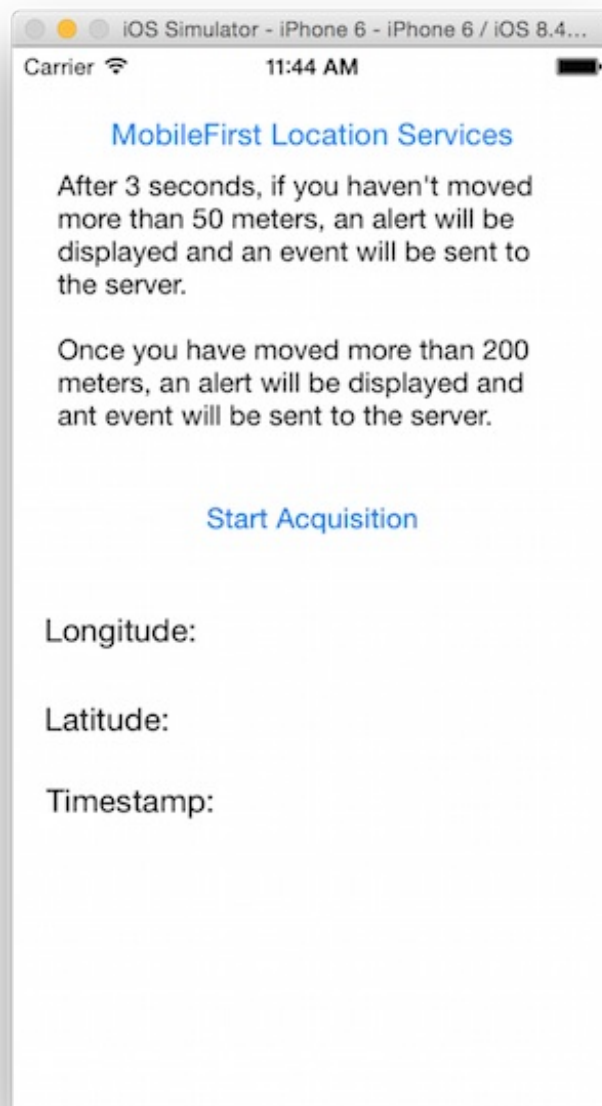 iOS Simulator - iPhone 6 - iPhone 6 / iOS 8.4...
Carrier 11:44 AM
MobileFirst Location Services
After 3 seconds, if you haven't moved
more than 50 meters, an alert will be
displayed and an event will be sent to
the server.
Once you have moved more than 200
meters, an alert will be displayed and
ant event will be sent to the server.
Start Acquisition
Longitude:
Latitude:
Timestamp: